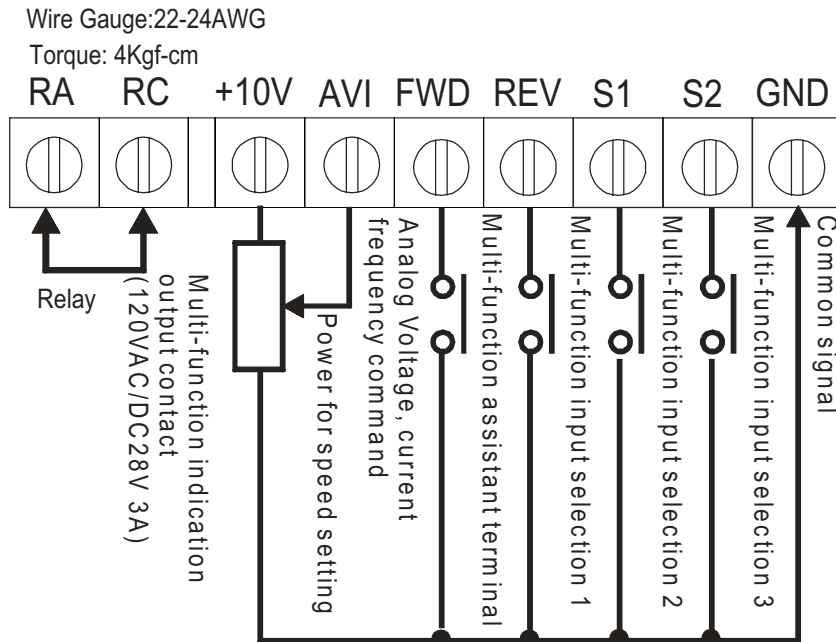 Wire Gauge:22-24AWG
Torque: 4Kgf-cm
RA RC +10V AVI FWD REV S1 S2 GND
Relay
Multi-function indication
output contact
(120VAC/DC28V 3A)
Power for speed setting
Analog Voltage, current
frequency command
Multi-function assistant terminal
Multi-function input selection 1
Multi-function input selection 2
Multi-function input selection 3
Common signal